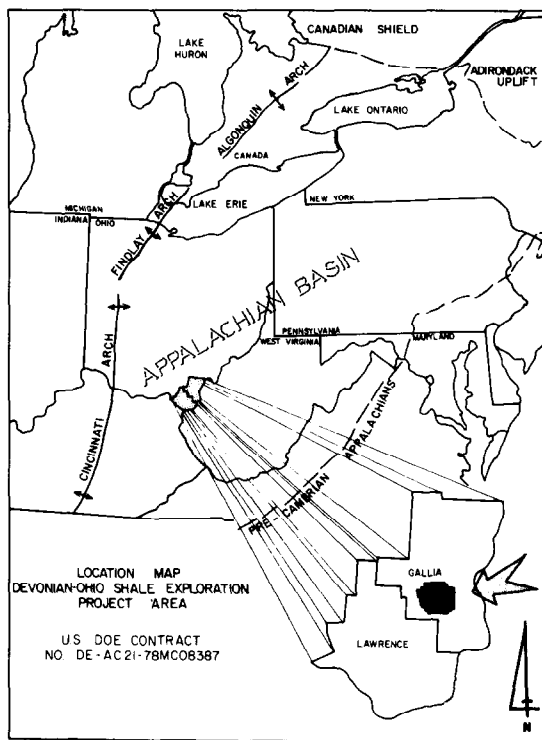 CANADIAN SHIELD
LAKE
HURON
ADIRONDACK
UPLIFT
ALGONQUIN ARCH
LAKE ONTARIO
CANADA
MICHIGAN
INDIANA
OHIO
LAKE ERIE
NEW YORK
FINDLAY ARCH
APPALACHIAN BASIN
PENNSYLVANIA
WEST VIRGINIA
MARYLAND
CINCINNATI ARCH
PRE CAMBRIAN APPALACHIANS
LOCATION MAP
DEVONIAN-OHIO SHALE EXPLORATION
PROJECT AREA
U.S. DOE CONTRACT
NO. DE-AC21-78MC08387
GALLIA
LAWRENCE
N